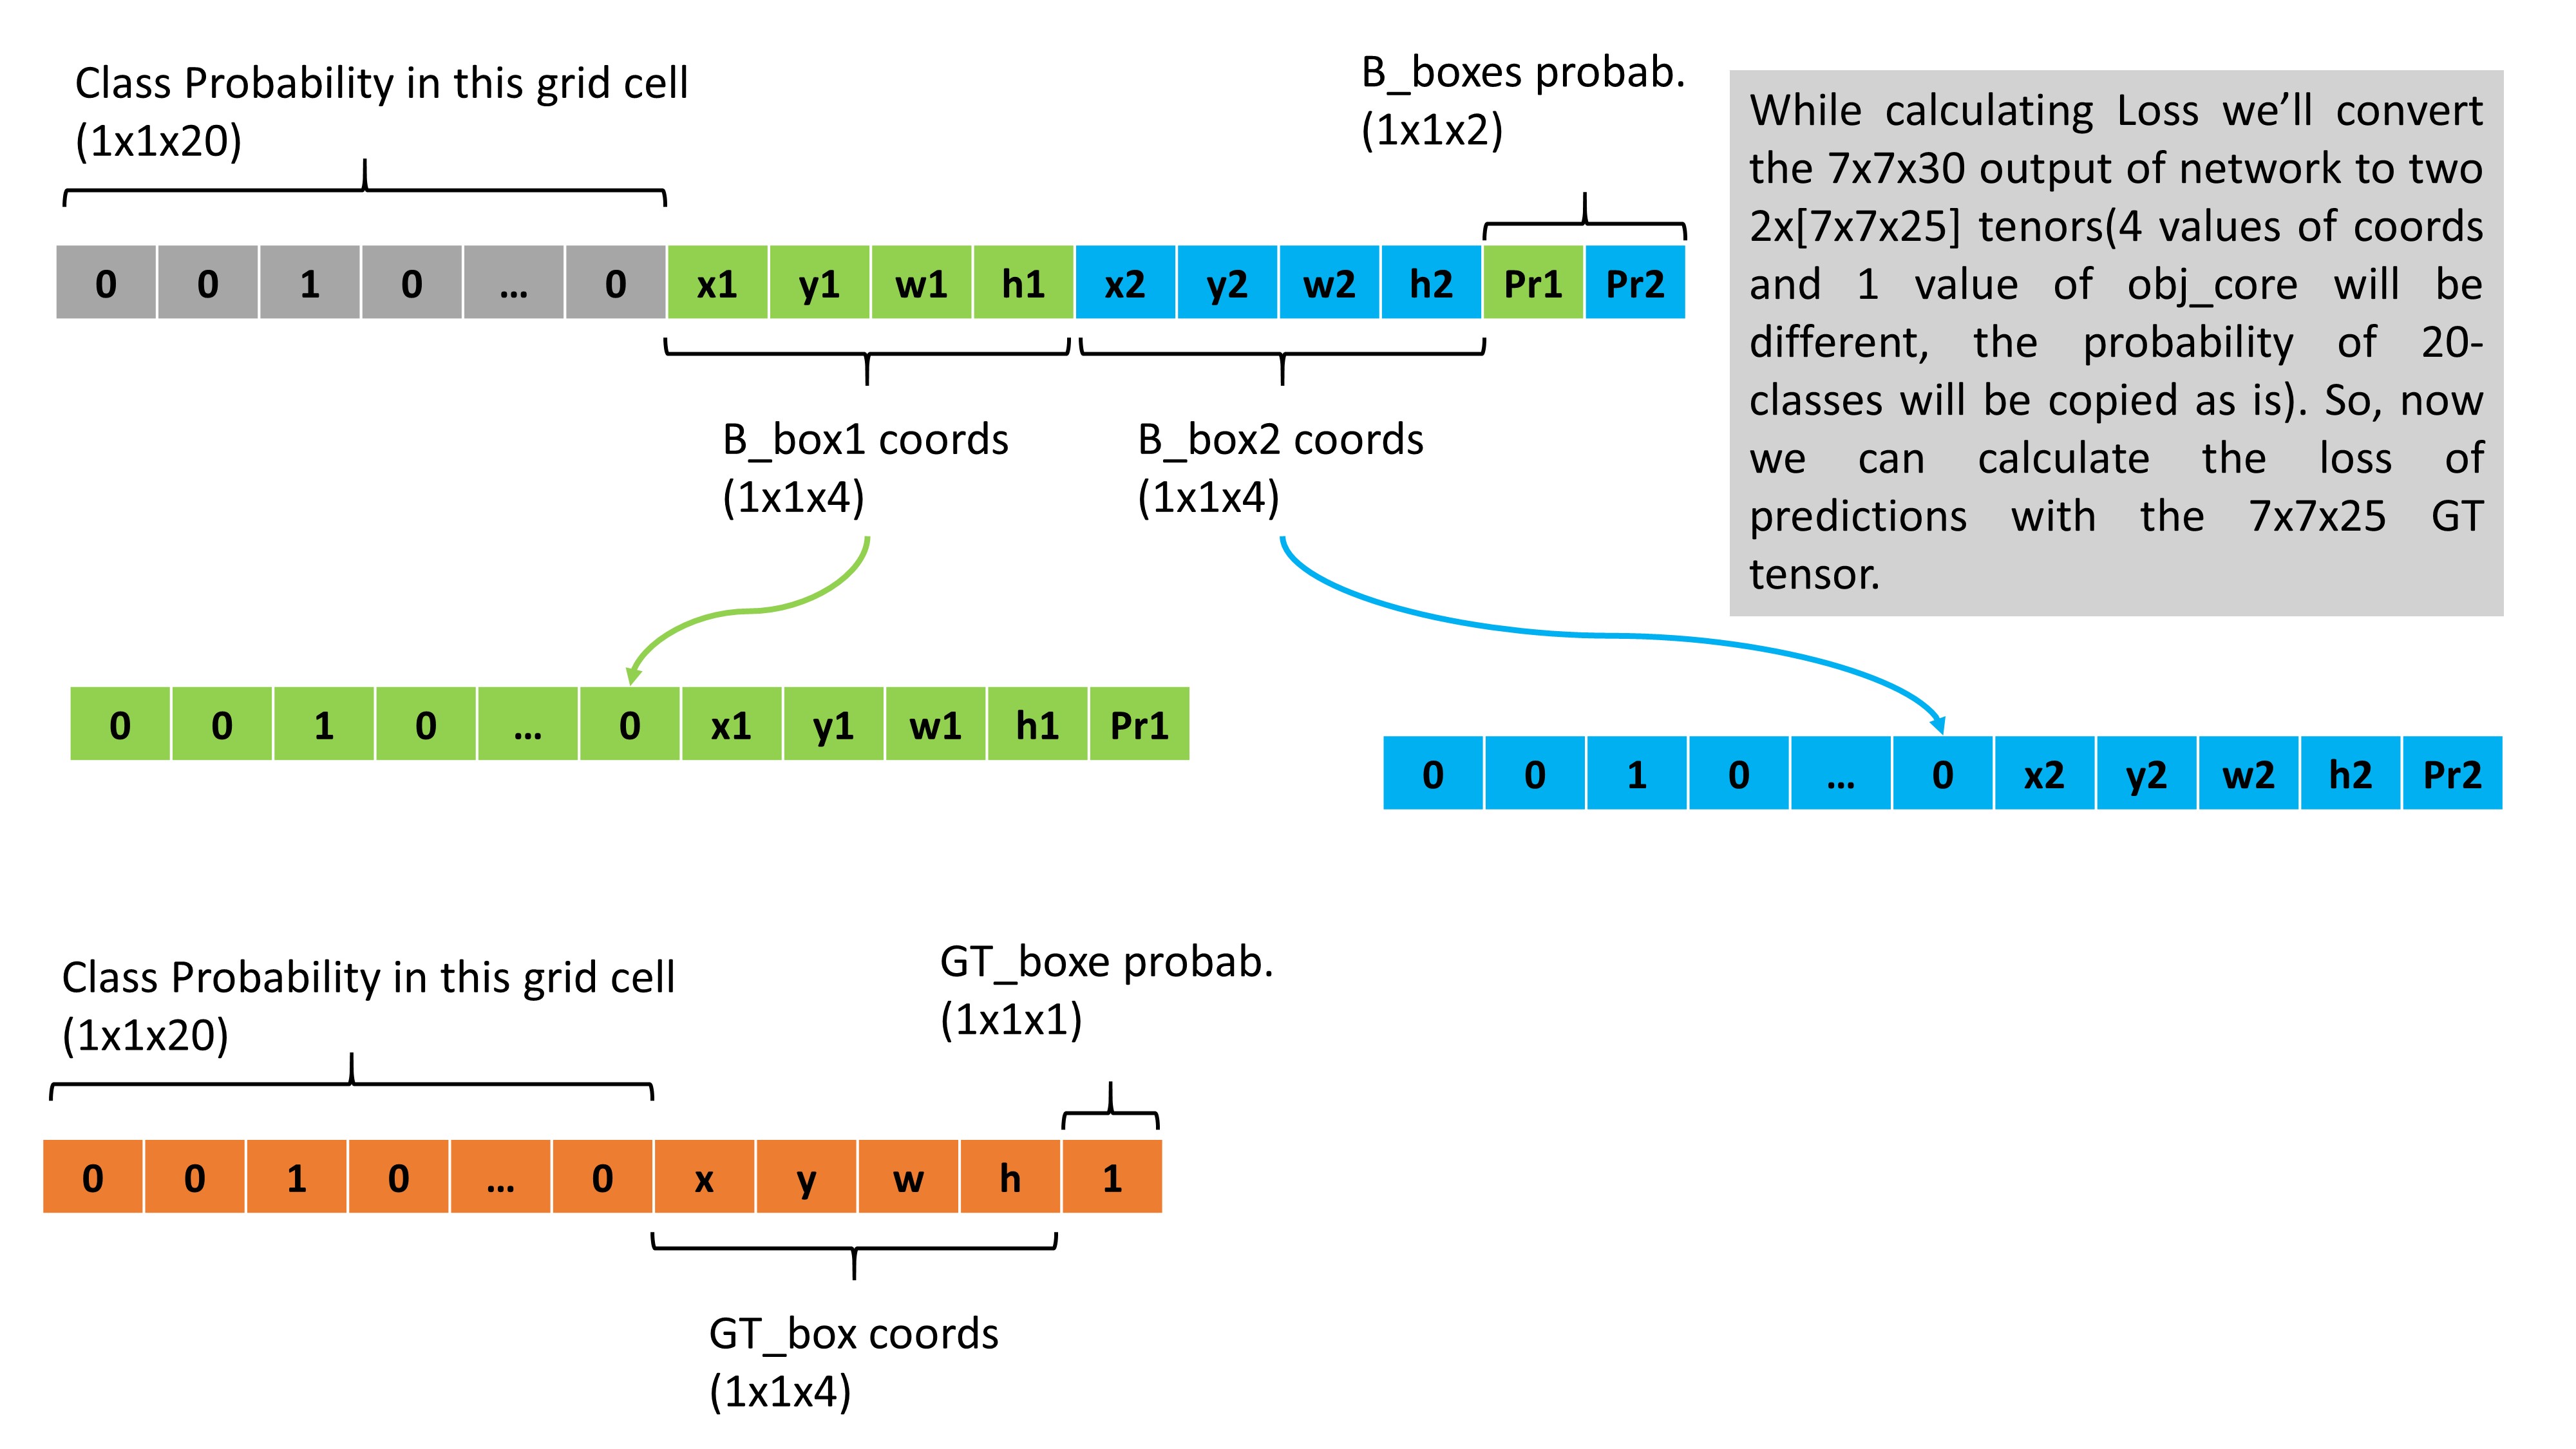 Class Probability in this grid cell
(1x1x20)
B_boxes probab.
(1x1x2)
While calculating Loss we’ll convert
the 7x7x30 output of network to two
2x[7x7x25] tenors(4 values of coords
and 1 value of obj_core will be
different, the probability of 20-
classes will be copied as is). So, now
we can calculate the loss of
predictions with the 7x7x25 GT
tensor.
0 0 1 0 ... 0 x1 y1 w1 h1 x2 y2 w2 h2 Pr1 Pr2
B_box1 coords
(1x1x4)
B_box2 coords
(1x1x4)
0 0 1 0 ... 0 x1 y1 w1 h1 Pr1
0 0 1 0 ... 0 x2 y2 w2 h2 Pr2
Class Probability in this grid cell
(1x1x20)
GT_boxe probab.
(1x1x1)
0 0 1 0 ... 0 x y w h 1
GT_box coords
(1x1x4)